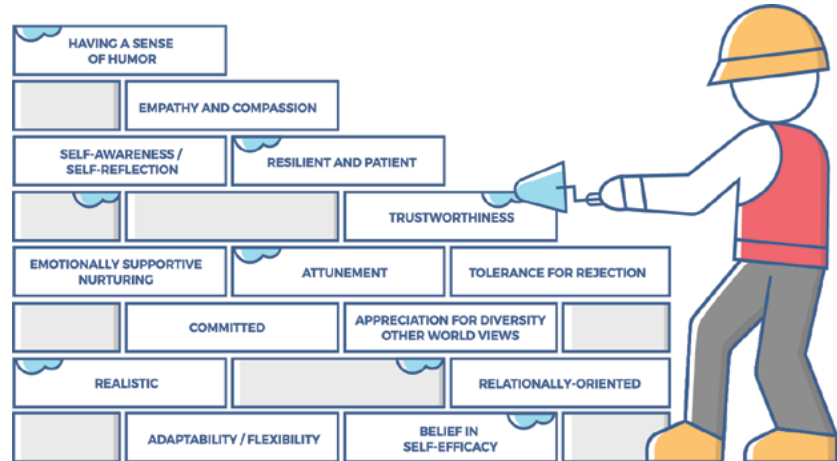 HAVING A SENSE
OF HUMOR
EMPATHY AND COMPASSION
SELF-AWARENESS /
SELF-REFLECTION
RESILIENT AND PATIENT
TRUSTWORTHINESS
EMOTIONALLY SUPPORTIVE
NURTURING
ATTUNEMENT
TOLERANCE FOR REJECTION
COMMITTED
APPRECIATION FOR DIVERSITY
OTHER WORLD VIEWS
REALISTIC
RELATIONALLY-ORIENTED
ADAPTABILITY / FLEXIBILITY
BELIEF IN
SELF-EFFICACY